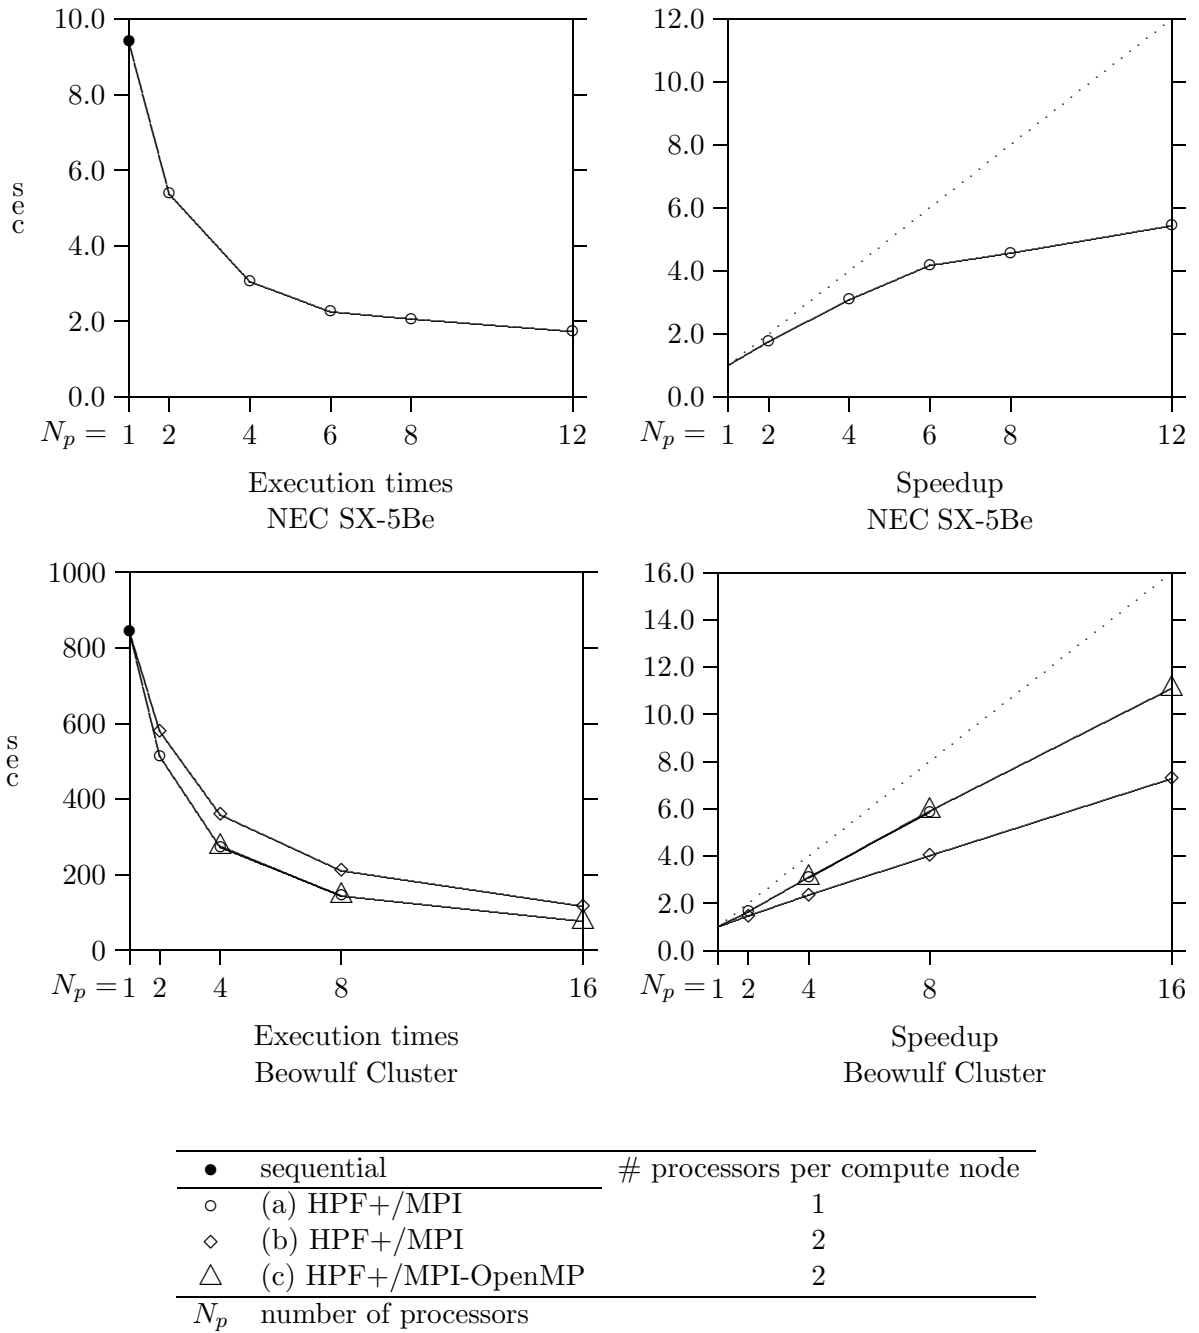 10.0
8.0
6.0
4.0
2.0
0.0
sec
N_p = 1 2 4 6 8 12
Execution times
NEC SX-5Be
12.0
10.0
8.0
6.0
4.0
2.0
0.0
N_p = 1 2 4 6 8 12
Speedup
NEC SX-5Be
1000
800
600
400
200
0
sec
N_p = 1 2 4 8 16
Execution times
Beowulf Cluster
16.0
14.0
12.0
10.0
8.0
6.0
4.0
2.0
0.0
N_p = 1 2 4 8 16
Speedup
Beowulf Cluster
● sequential # processors per compute node
○ (a) HPF+/MPI 1
◇ (b) HPF+/MPI 2
△ (c) HPF+/MPI-OpenMP 2
N_p number of processors